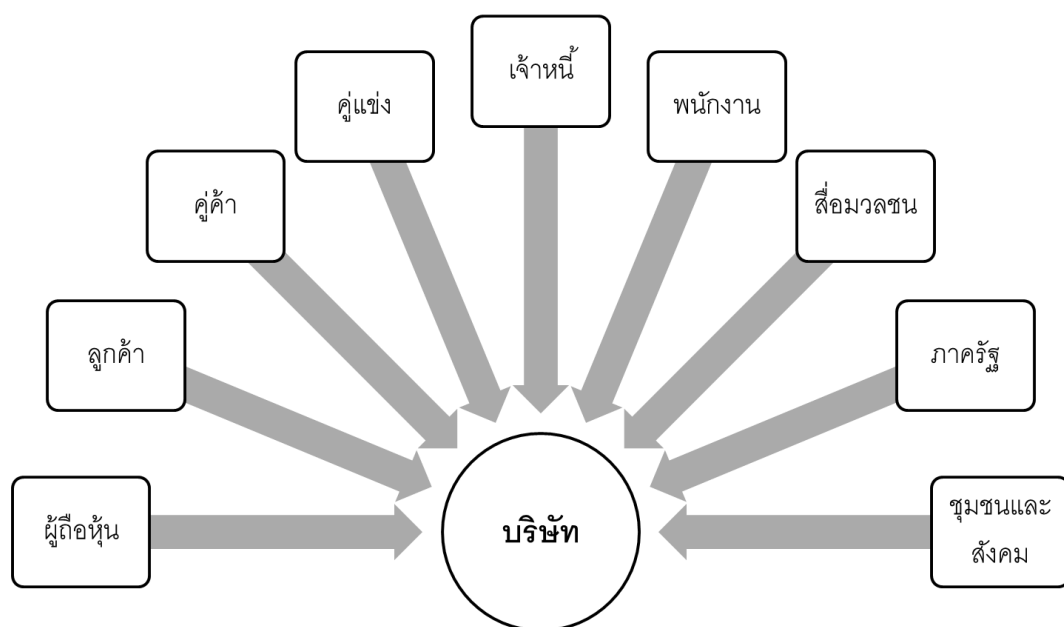 เจ้าหนี้
คู่แข่ง
พนักงาน
คู่ค้า
สื่อมวลชน
ลูกค้า
ภาครัฐ
ผู้ถือหุ้น
บริษัท
ชุมชนและ
สังคม